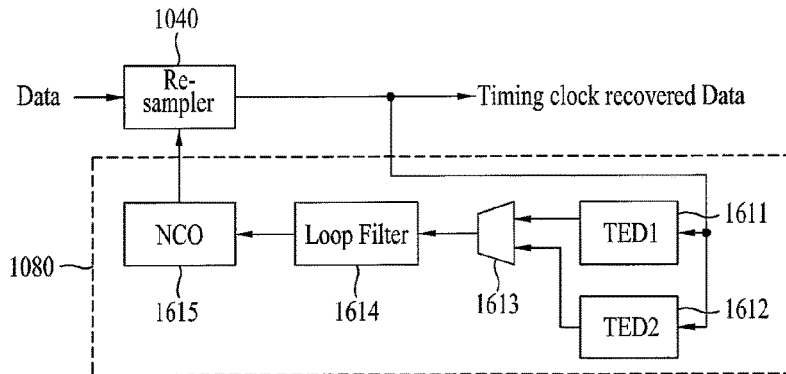 1040
Re-
sampler
Data
Timing clock recovered Data
NCO
Loop Filter
TED1
1611
1080
1615
1614
1613
TED2
1612